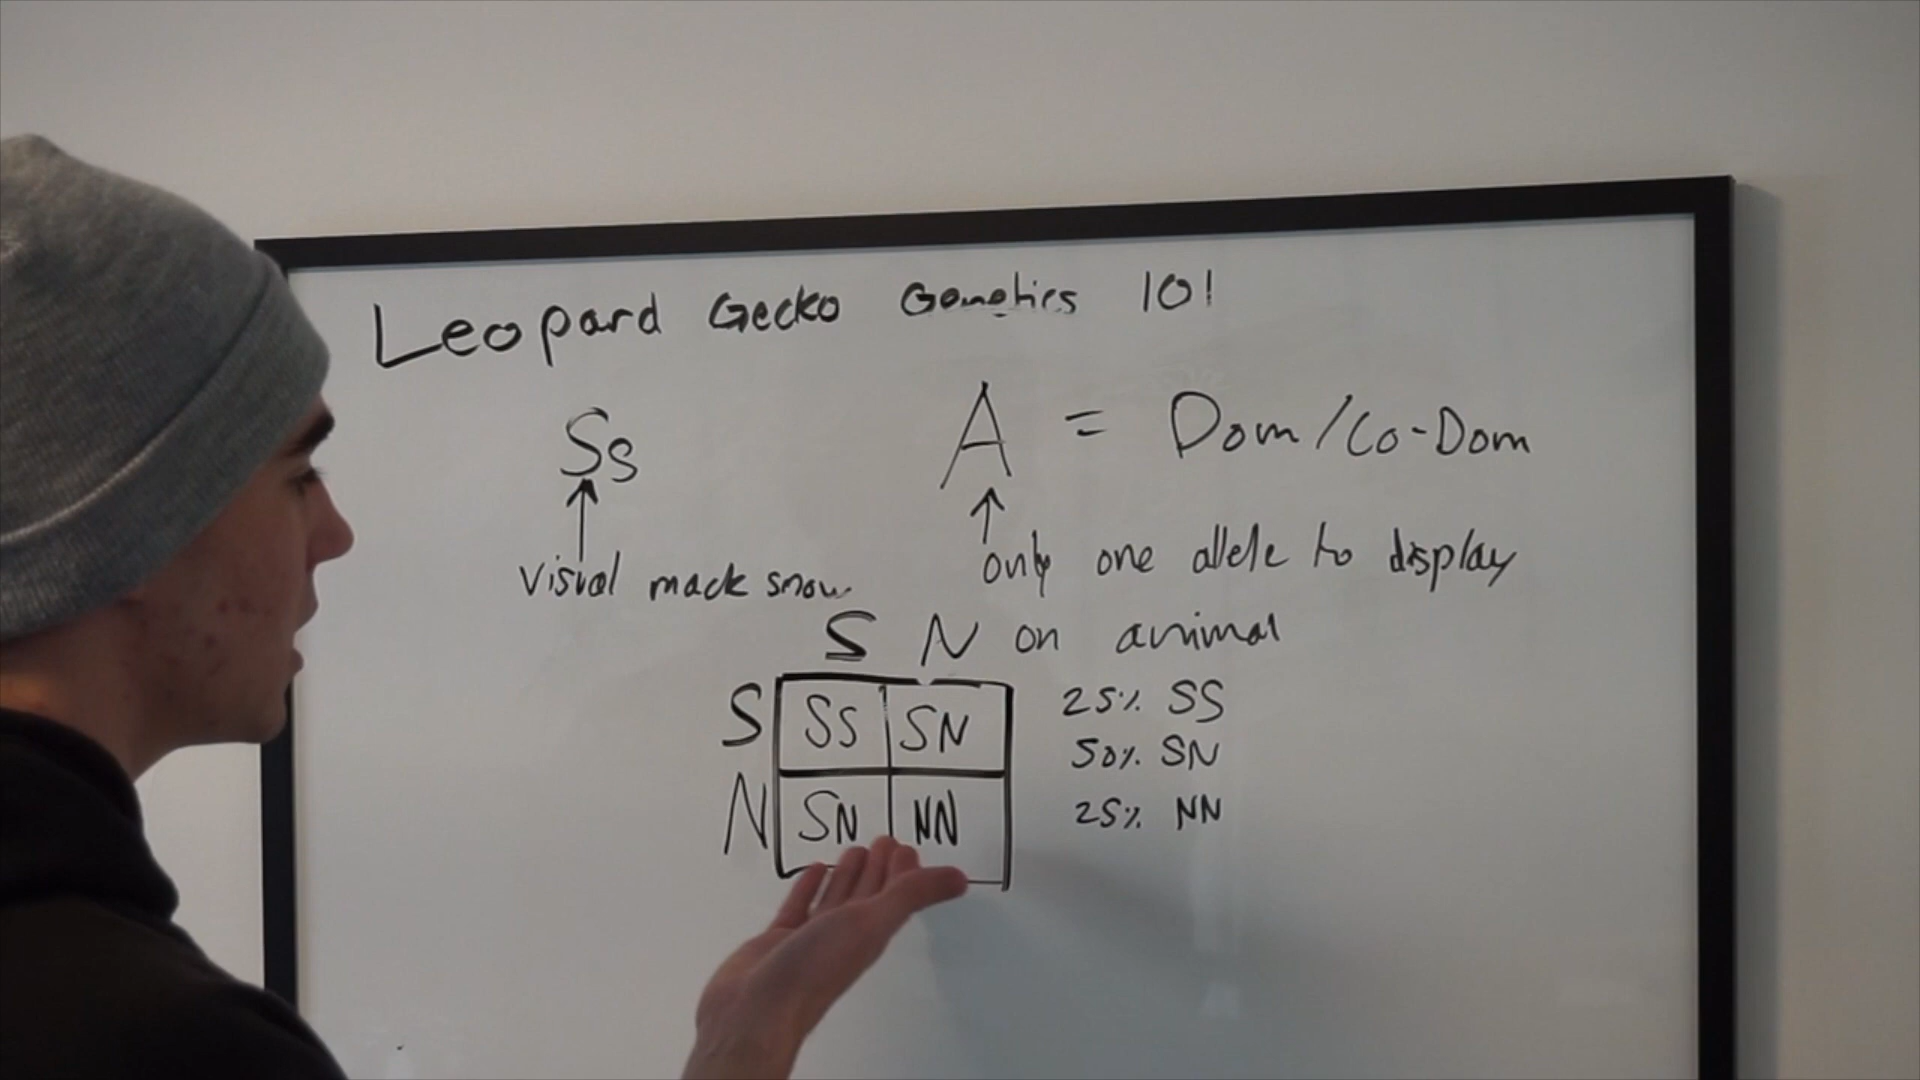 Leopard Gecko Genetics 101
Ss
A = Dom/Co-Dom
visual mack snow
only one allele to display
on animal
S N
S SS SN
N SN NN
25% SS
50% SN
25% NN